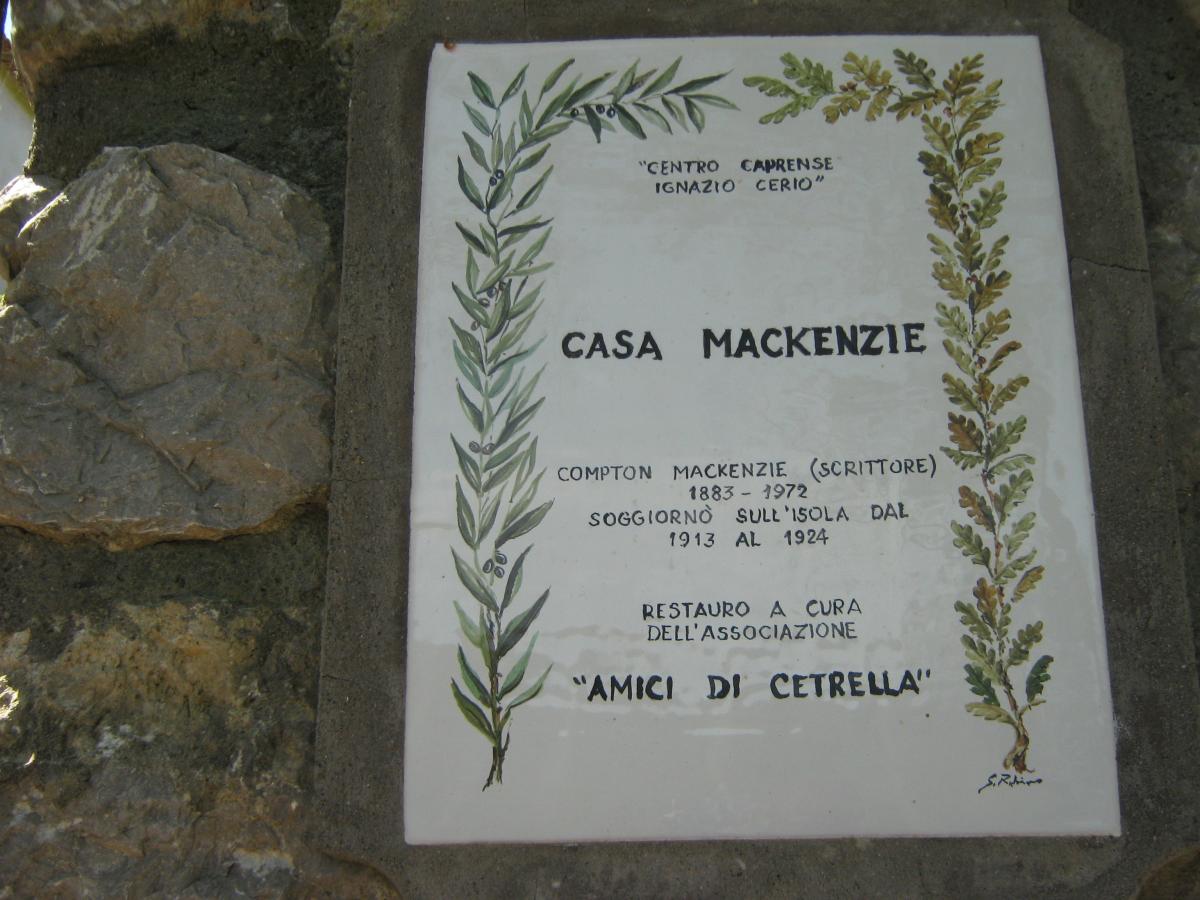 "CENTRO CAPRENSE
IGNAZIO CERIO"
CASA MACKENZIE
COMPTON MACKENZIE (SCRITTORE)
1883 - 1972
SOGGIORNÒ SULL'ISOLA DAL
1913 AL 1924
RESTAURO A CURA
DELL'ASSOCIAZIONE
"AMICI DI CETRELLA"